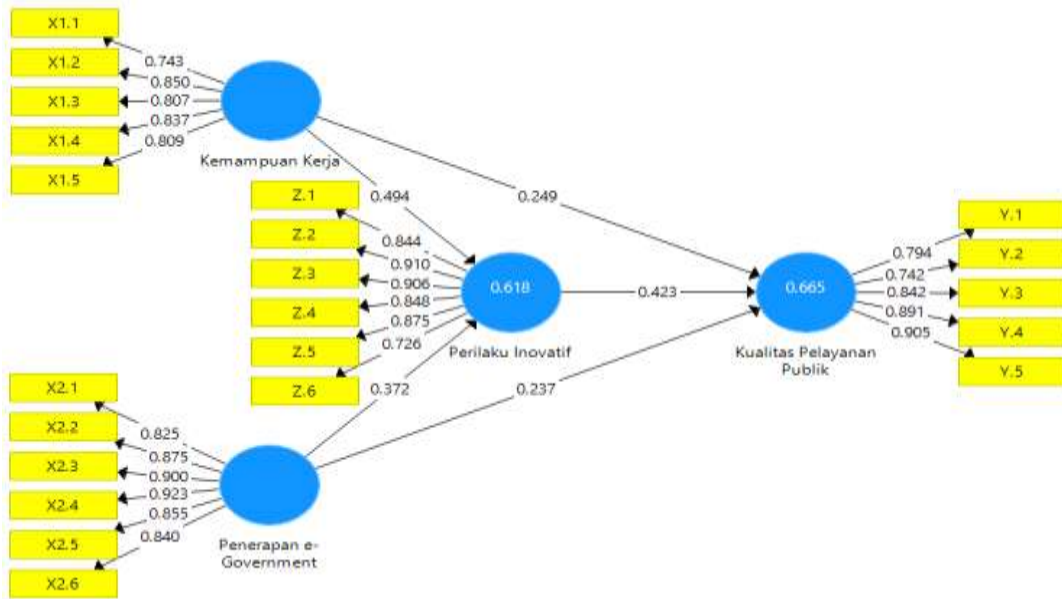 X1.1
X1.2
X1.3
X1.4
X1.5
0.743
0.850
0.807
0.837
0.809
Kemampuan Kerja
0.494
0.249
Z.1
Z.2
Z.3
Z.4
Z.5
Z.6
0.844
0.910
0.906
0.848
0.875
0.726
0.618
Perilaku Inovatif
0.423
0.665
Kualitas Pelayanan
Publik
0.794
0.742
0.842
0.891
0.905
Y.1
Y.2
Y.3
Y.4
Y.5
0.372
0.237
X2.1
X2.2
X2.3
X2.4
X2.5
X2.6
0.825
0.875
0.900
0.923
0.855
0.840
Penerapan e-
Government